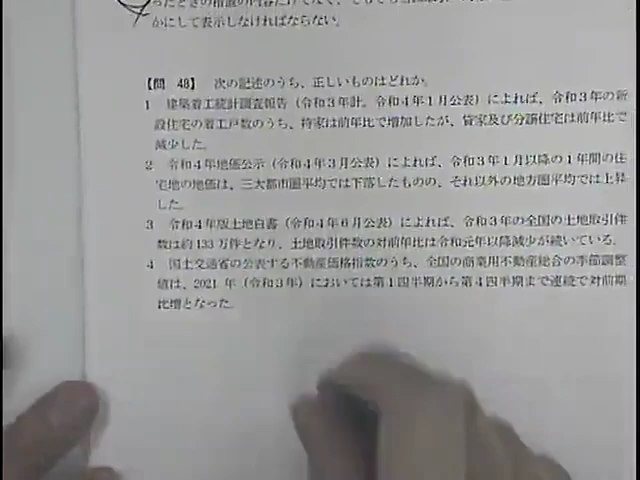 かにして表示しなければならない。
【問 48】 次の記述のうち、正しいものはどれか。
1 建築着工統計調査報告（令和3年計。令和4年1月公表）によれば、令和3年の新
設住宅の着工戸数のうち、持家は前年比で増加したが、貸家及び分譲住宅は前年比で
減少した。
2 令和4年地価公示（令和4年3月公表）によれば、令和3年1月以降の1年間の住
宅地の地価は、三大都市圏平均では下落したものの、それ以外の地方圏平均では上昇
した。
3 令和4年版土地白書（令和4年6月公表）によれば、令和3年の全国の土地取引件
数は約133万件となり、土地取引件数の対前年比は令和元年以降減少が続いている。
4 国土交通省の公表する不動産価格指数のうち、全国の商業用不動産総合の季節調整
値は、2021年（令和3年）においては第1四半期から第4四半期まで連続で対前期
比増となった。